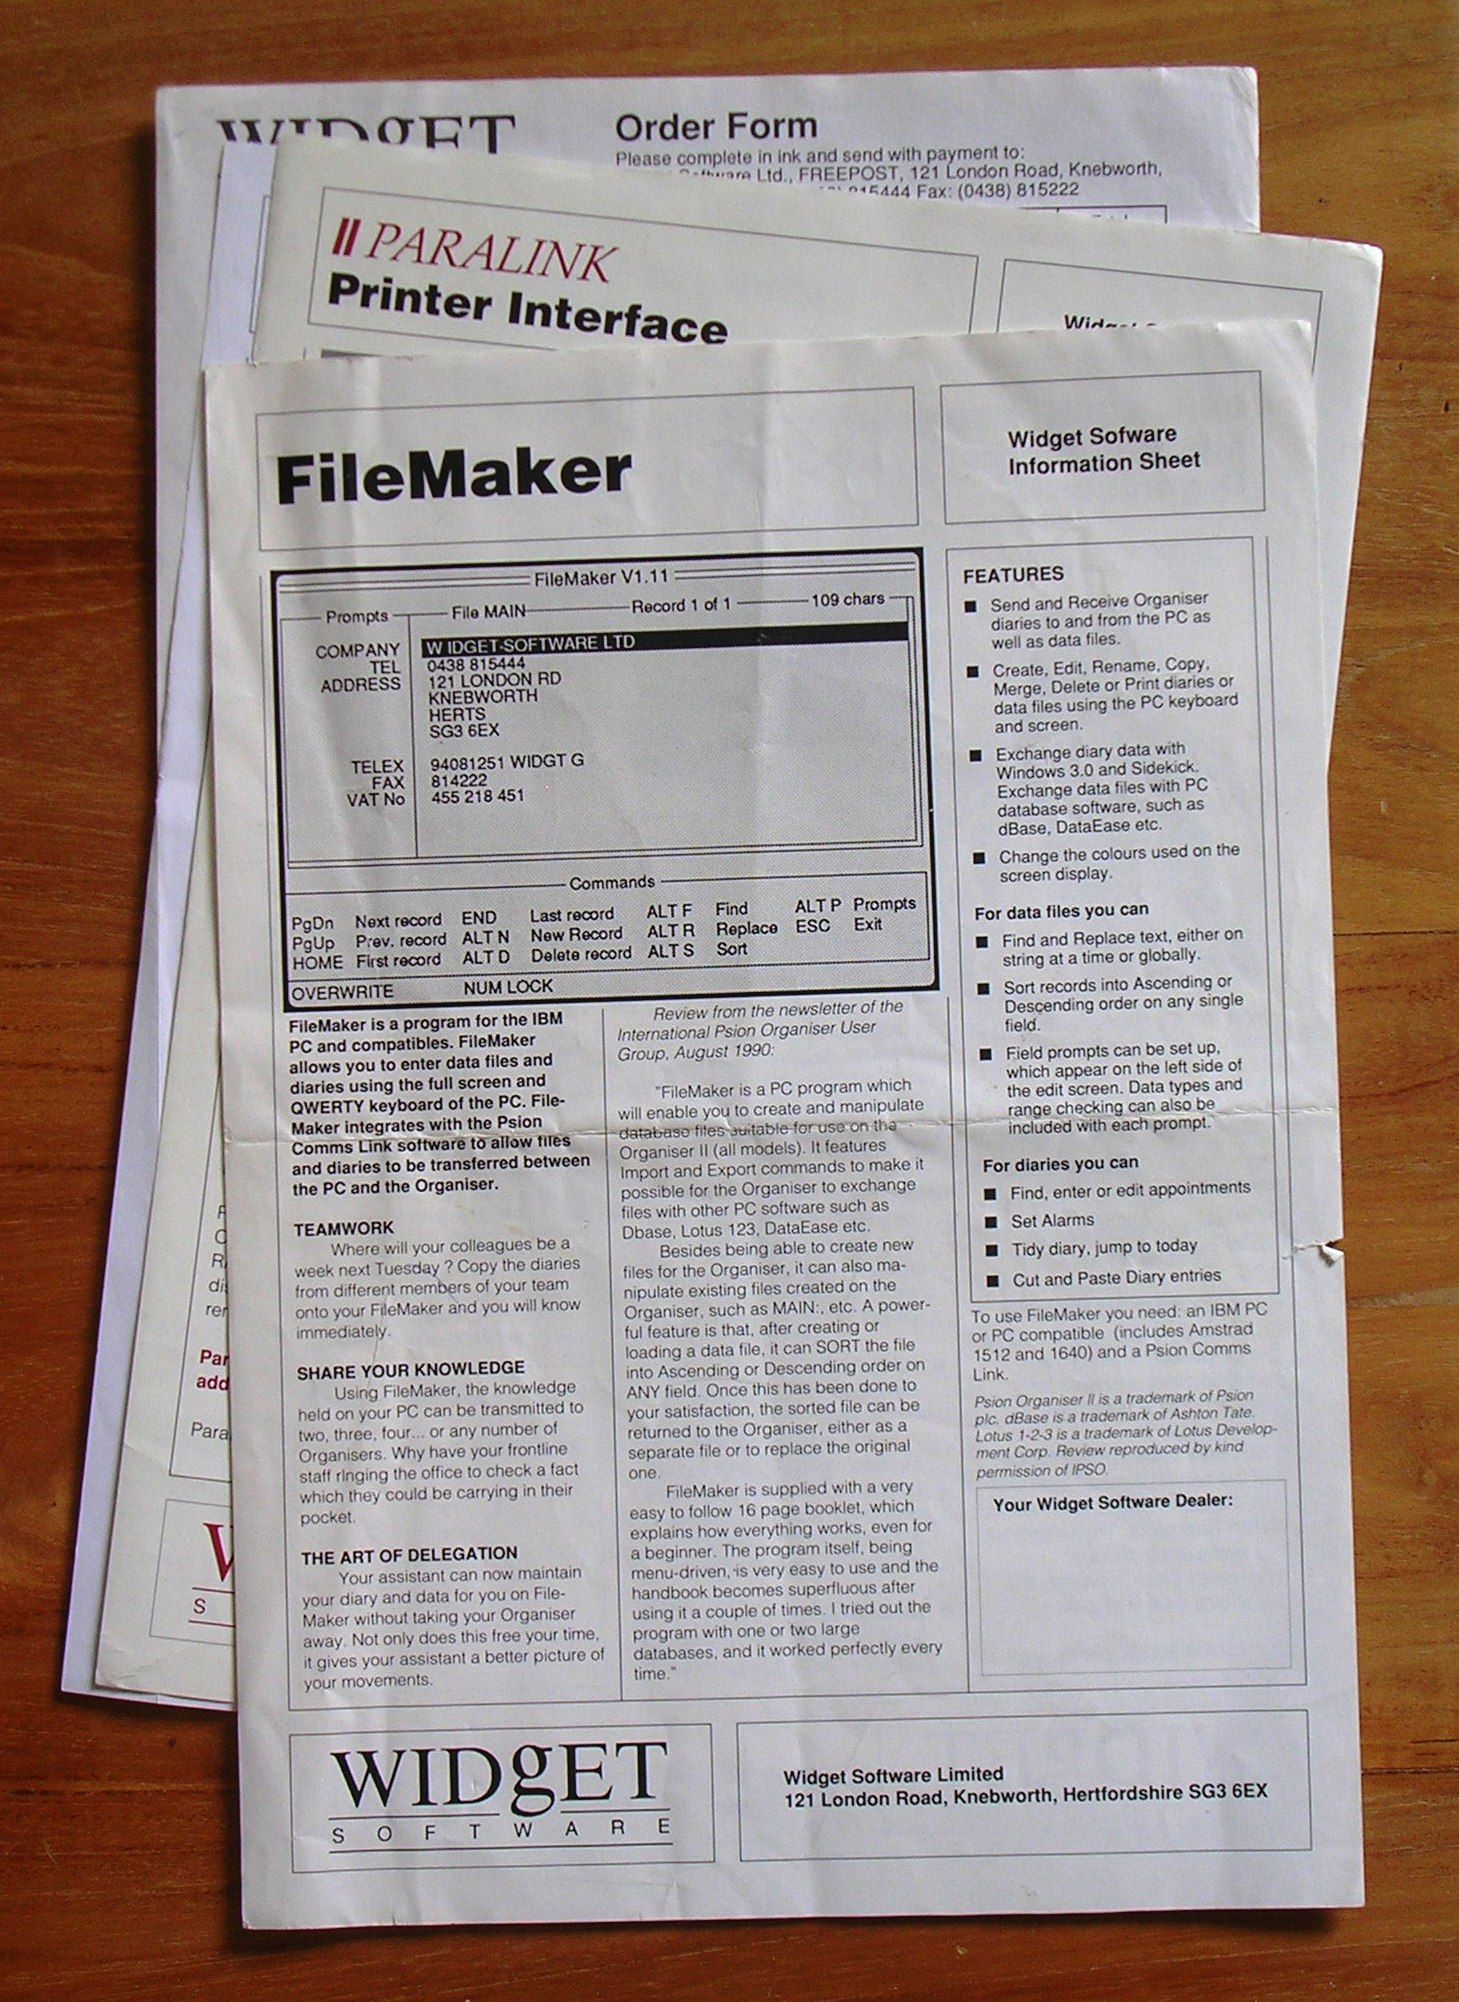 WIDgET
Order Form
Please complete in ink and send with payment to:
Ltd., FREEPOST, 121 London Road, Knebworth,
815444 Fax: (0438) 815222
PARALINK
Printer Interface
FileMaker
Widget Sofware
Information Sheet
FileMaker V1.11
Prompts File MAIN Record 1 of 1 109 chars
COMPANY W IDGET SOFTWARE LTD
TEL 0438 815444
ADDRESS 121 LONDON RD
KNEBWORTH
HERTS
SG3 6EX
TELEX 94081251 WIDGT G
FAX 814222
VAT No 455 218 451
Commands
PgDn Next record END Last record ALT F Find ALT P Prompts
PgUp Prev. record ALT N New Record ALT R Replace ESC Exit
HOME First record ALT D Delete record ALT S Sort
OVERWRITE NUM LOCK
FileMaker is a program for the IBM
PC and compatibles. FileMaker
allows you to enter data files and
diaries using the full screen and
QWERTY keyboard of the PC. File-
Maker integrates with the Psion
Comms Link software to allow files
and diaries to be transferred between
the PC and the Organiser.
TEAMWORK
Where will your colleagues be a
week next Tuesday ? Copy the diaries
from different members of your team
onto your FileMaker and you will know
immediately.
SHARE YOUR KNOWLEDGE
Using FileMaker, the knowledge
held on your PC can be transmitted to
two, three, four... or any number of
Organisers. Why have your frontline
staff rInging the office to check a fact
which they could be carrying in their
pocket.
THE ART OF DELEGATION
Your assistant can now maintain
your diary and data for you on File-
Maker without taking your Organiser
away. Not only does this free your time,
it gives your assistant a better picture of
your movements.
Review from the newsletter of the
International Psion Organiser User
Group, August 1990:
"FileMaker is a PC program which
will enable you to create and manipulate
database files suitable for use on the
Organiser II (all models). It features
Import and Export commands to make it
possible for the Organiser to exchange
files with other PC software such as
Dbase, Lotus 123, DataEase etc.
Besides being able to create new
files for the Organiser, it can also ma-
nipulate existing files created on the
Organiser, such as MAIN:, etc. A power-
ful feature is that, after creating or
loading a data file, it can SORT the file
into Ascending or Descending order on
ANY field. Once this has been done to
your satisfaction, the sorted file can be
returned to the Organiser, either as a
separate file or to replace the original
one.
FileMaker is supplied with a very
easy to follow 16 page booklet, which
explains how everything works, even for
a beginner. The program itself, being
menu-driven, is very easy to use and the
handbook becomes superfluous after
using it a couple of times. I tried out the
program with one or two large
databases, and it worked perfectly every
time."
FEATURES
■ Send and Receive Organiser
diaries to and from the PC as
well as data files.
■ Create, Edit, Rename, Copy,
Merge, Delete or Print diaries or
data files using the PC keyboard
and screen.
■ Exchange diary data with
Windows 3.0 and Sidekick.
Exchange data files with PC
database software, such as
dBase, DataEase etc.
■ Change the colours used on the
screen display.
For data files you can
■ Find and Replace text, either on
string at a time or globally.
■ Sort records into Ascending or
Descending order on any single
field.
■ Field prompts can be set up,
which appear on the left side of
the edit screen. Data types and
range checking can also be
included with each prompt.
For diaries you can
■ Find, enter or edit appointments
■ Set Alarms
■ Tidy diary, jump to today
■ Cut and Paste Diary entries
To use FileMaker you need: an IBM PC
or PC compatible (includes Amstrad
1512 and 1640) and a Psion Comms
Link.
Psion Organiser II is a trademark of Psion
plc. dBase is a trademark of Ashton Tate.
Lotus 1-2-3 is a trademark of Lotus Develop-
ment Corp. Review reproduced by kind
permission of IPSO.
Your Widget Software Dealer:
Par
add
Para
WIDgET
SOFTWARE
Widget Software Limited
121 London Road, Knebworth, Hertfordshire SG3 6EX